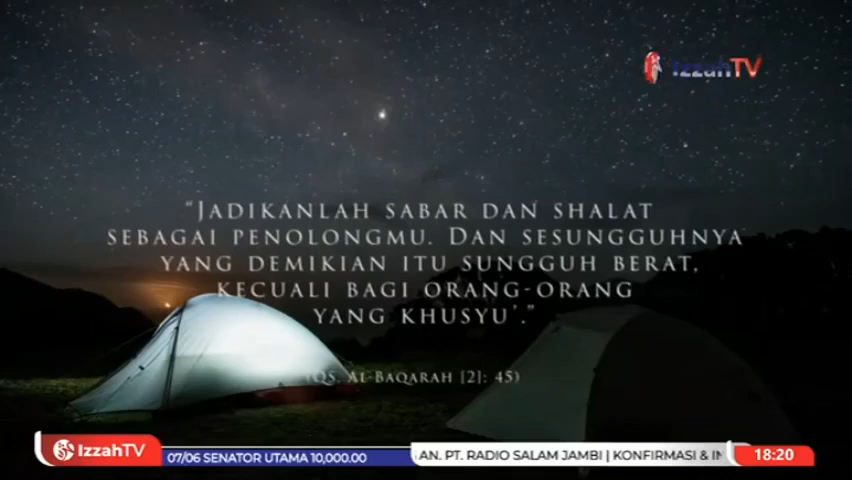 IzzahTV
"JADIKANLAH SABAR DAN SHALAT
SEBAGAI PENOLONGMU. DAN SESUNGGUHNYA
YANG DEMIKIAN ITU SUNGGUH BERAT,
KECUALI BAGI ORANG-ORANG
YANG KHUSYU'."
(QS. AL-BAQARAH [2]: 45)
IzzahTV
07/06 SENATOR UTAMA 10,000.00
AN. PT. RADIO SALAM JAMBI | KONFIRMASI & IN
18:20